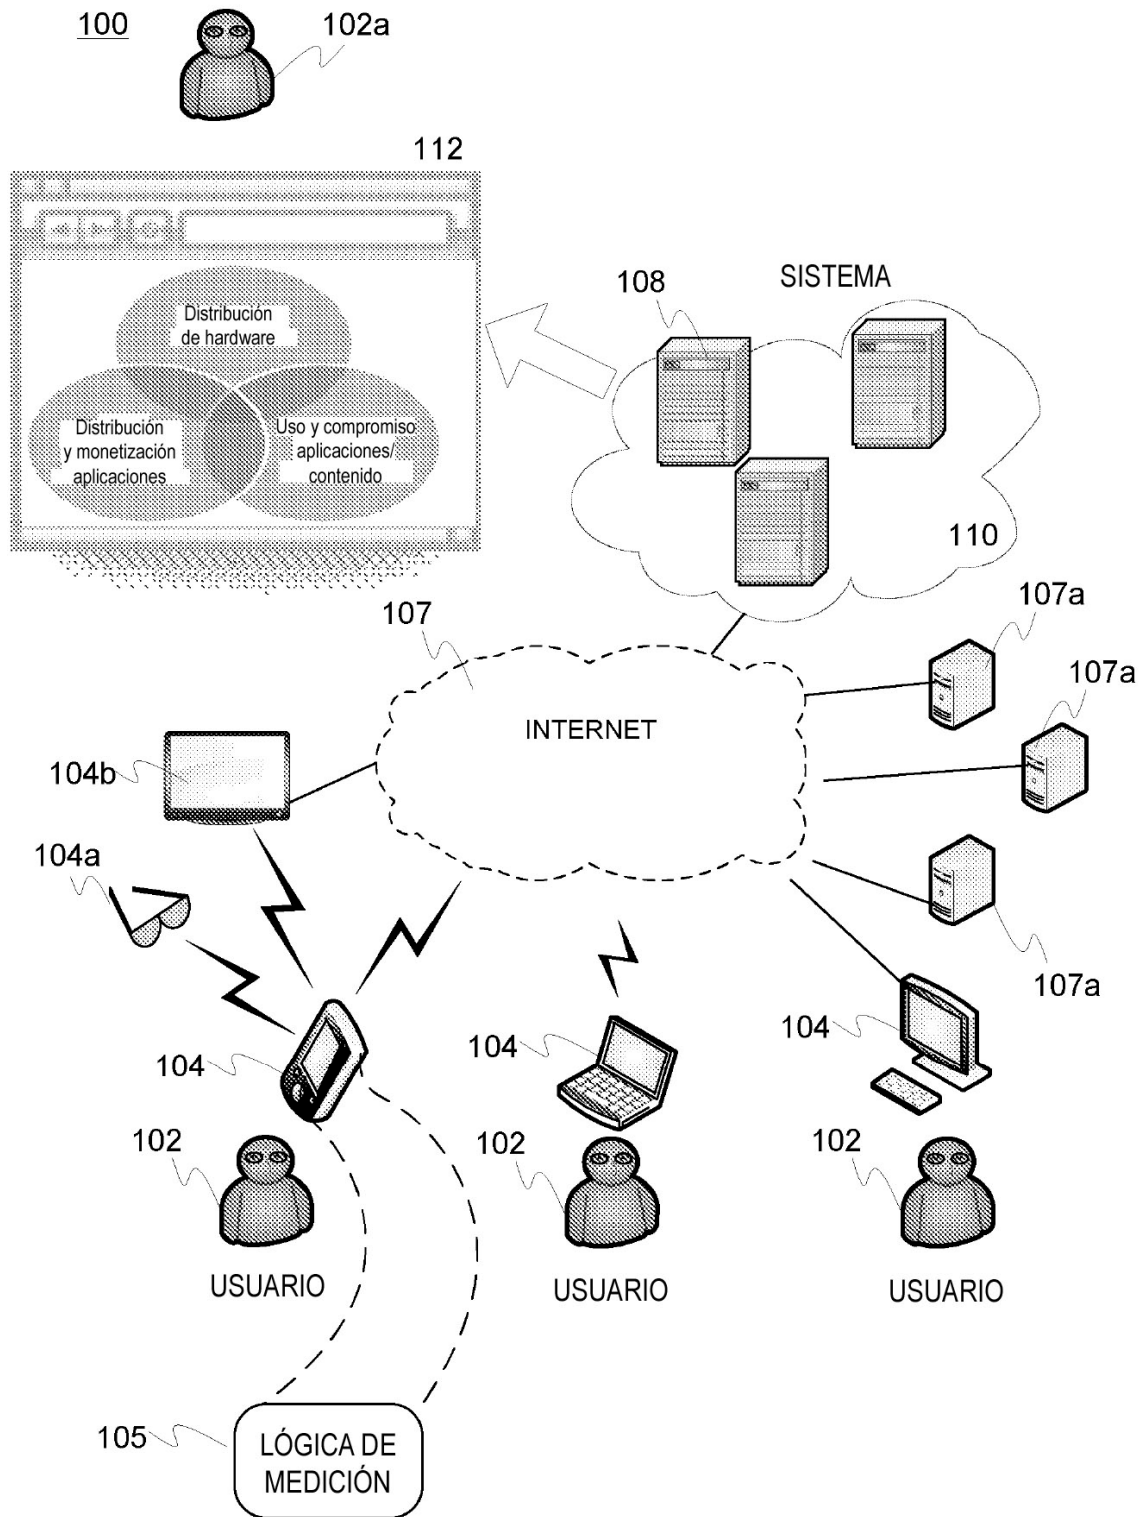 100
102a
112
Distribución
de hardware
Distribución
y monetización
aplicaciones
Uso y compromiso
aplicaciones/
contenido
108
SISTEMA
110
107
INTERNET
107a
107a
107a
104b
104a
104
104
104
102
102
102
USUARIO
USUARIO
USUARIO
105
LÓGICA DE
MEDICIÓN